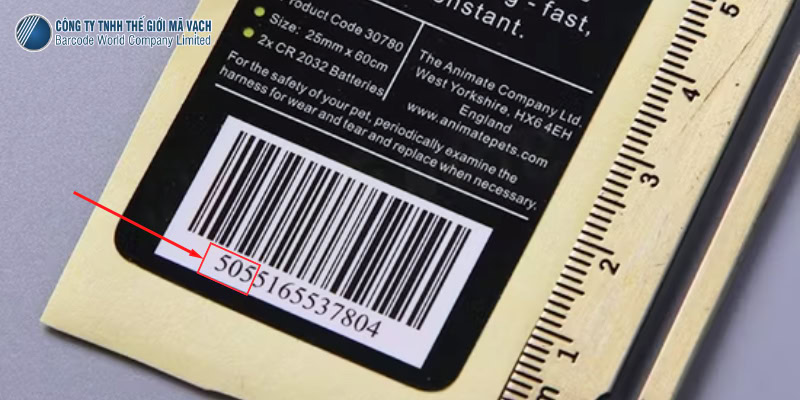 CÔNG TY TNHH THẾ GIỚI MÃ VẠCH
Barcode World Company Limited
- fast,
onstant.
Product Code 30780
Size: 25mm x 60cm
2x CR 2032 Batteries
The Animate Company Ltd.
West Yorkshire, HX6 4EH
England
www.animatepets.com
For the safety of your pet, periodically examine the
harness for wear and tear and replace when necessary.
5055165537804
5
4
3
2
1